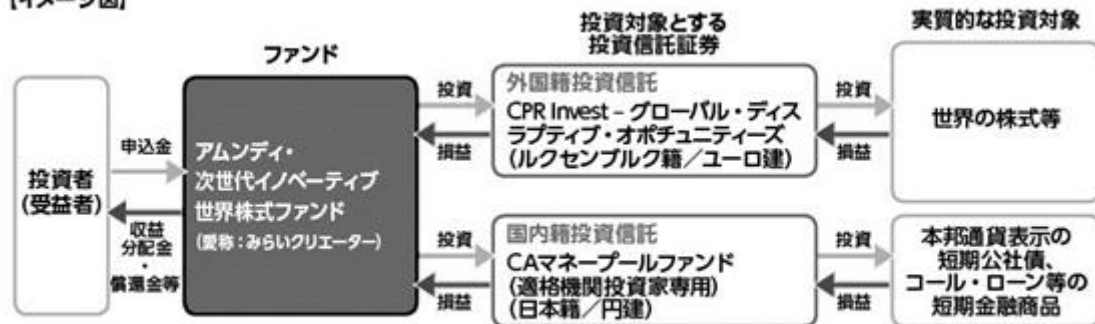 【イメージ図】
ファンド
投資対象とする
投資信託証券
実質的な投資対象
投資者
(受益者)
申込金
収益
分配金
・
償還金等
アムンディ・
次世代イノベーティブ
世界株式ファンド
(愛称:みらいクリエーター)
投資
損益
外国籍投資信託
CPR Invest – グローバル・ディス
ラプティブ・オポチュニティーズ
(ルクセンブルク籍/ユーロ建)
投資
損益
世界の株式等
投資
損益
国内籍投資信託
CAマネープールファンド
(適格機関投資家専用)
(日本籍/円建)
投資
損益
本邦通貨表示の
短期公社債、
コール・ローン等の
短期金融商品